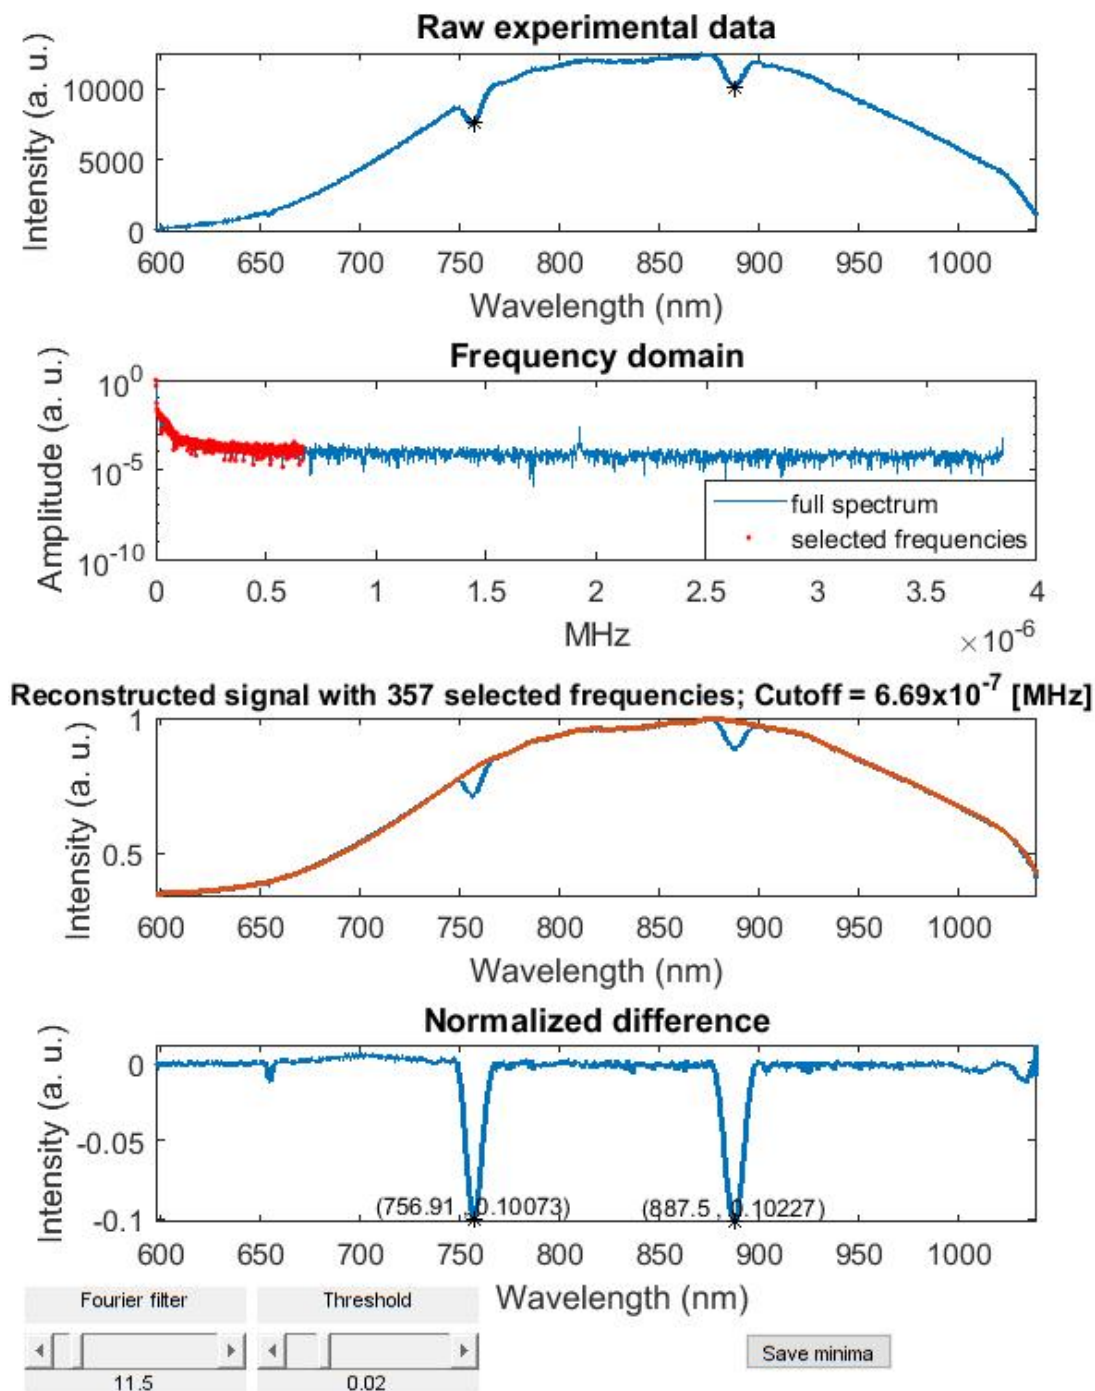 Raw experimental data
Intensity (a. u.)
10000
5000
0
600 650 700 750 800 850 900 950 1000
Wavelength (nm)
Frequency domain
Amplitude (a. u.)
10^0
10^-5
10^-10
full spectrum
selected frequencies
0 0.5 1 1.5 2 2.5 3 3.5 4
MHz
×10^-6
Reconstructed signal with 357 selected frequencies; Cutoff = 6.69x10^-7 [MHz]
Intensity (a. u.)
1
0.5
600 650 700 750 800 850 900 950 1000
Wavelength (nm)
Normalized difference
Intensity (a. u.)
0
-0.05
-0.1
(756.91 , 0.10073) (887.5 , 0.10227)
600 650 700 750 800 850 900 950 1000
Wavelength (nm)
Fourier filter Threshold
11.5 0.02
Save minima